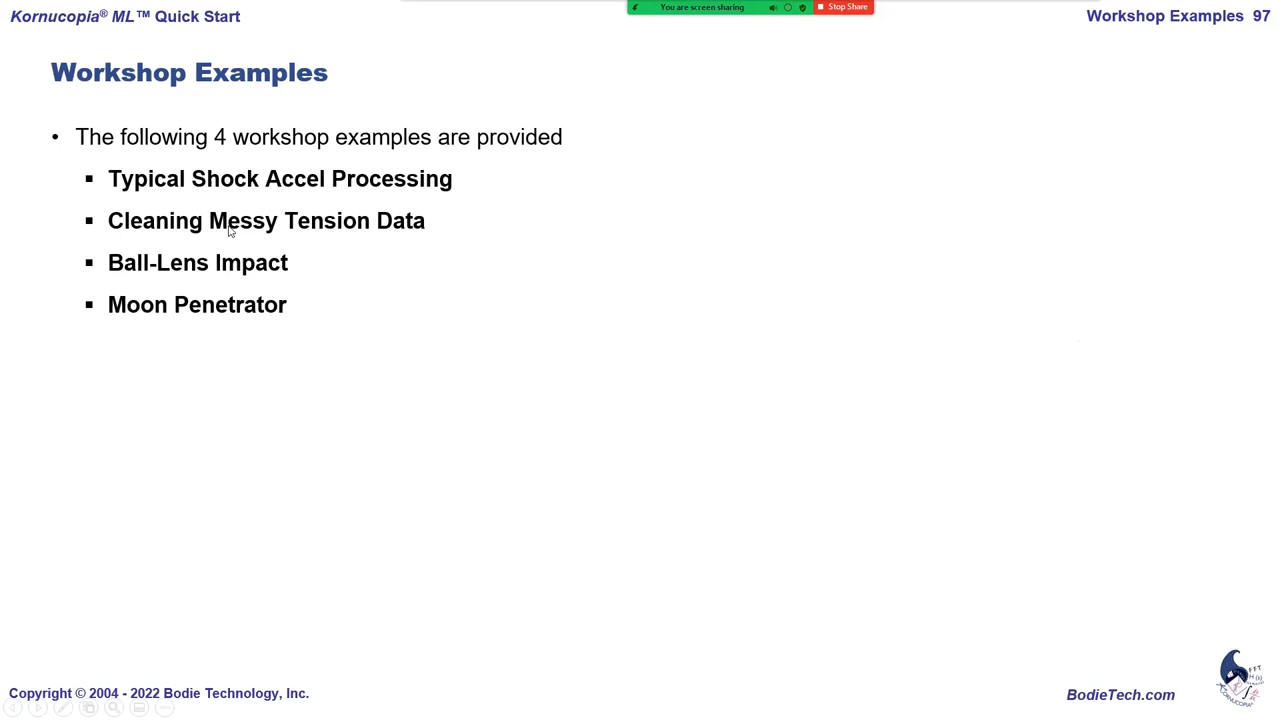 Kornucopia® ML™ Quick Start
You are screen sharing
Stop Share
Workshop Examples 97
Workshop Examples
• The following 4 workshop examples are provided
▪ Typical Shock Accel Processing
▪ Cleaning Messy Tension Data
▪ Ball-Lens Impact
▪ Moon Penetrator
Copyright © 2004 - 2022 Bodie Technology, Inc.
BodieTech.com